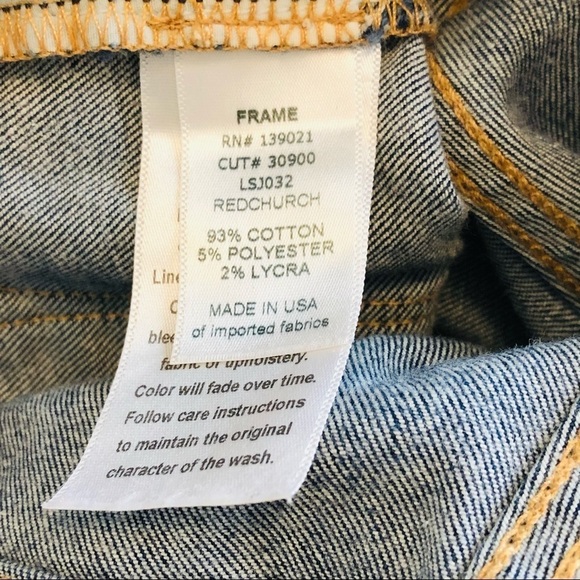 FRAME
RN# 139021
CUT# 30900
LSJ032
REDCHURCH
93% COTTON
5% POLYESTER
2% LYCRA
MADE IN USA
of imported fabrics
fabric or upholstery.
Color will fade over time.
Follow care instructions
to maintain the original
character of the wash.